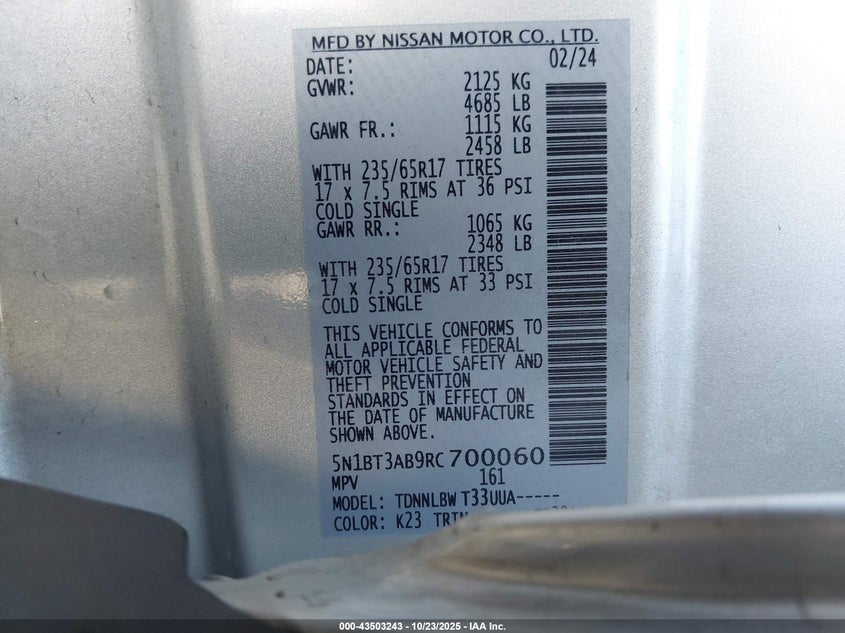 MFD BY NISSAN MOTOR CO., LTD.
DATE: 02/24
GVWR: 2125 KG
4685 LB
GAWR FR.: 1115 KG
2458 LB
WITH 235/65R17 TIRES
17 x 7.5 RIMS AT 36 PSI
COLD SINGLE
GAWR RR.: 1065 KG
2348 LB
WITH 235/65R17 TIRES
17 x 7.5 RIMS AT 33 PSI
COLD SINGLE
THIS VEHICLE CONFORMS TO
ALL APPLICABLE FEDERAL
MOTOR VEHICLE SAFETY AND
THEFT PREVENTION
STANDARDS IN EFFECT ON
THE DATE OF MANUFACTURE
SHOWN ABOVE.
5N1BT3AB9RC700060
MPV 161
MODEL: TDNNLBW T33UUA-----
COLOR: K23
000-43503243 - 10/23/2025 - IAA Inc.